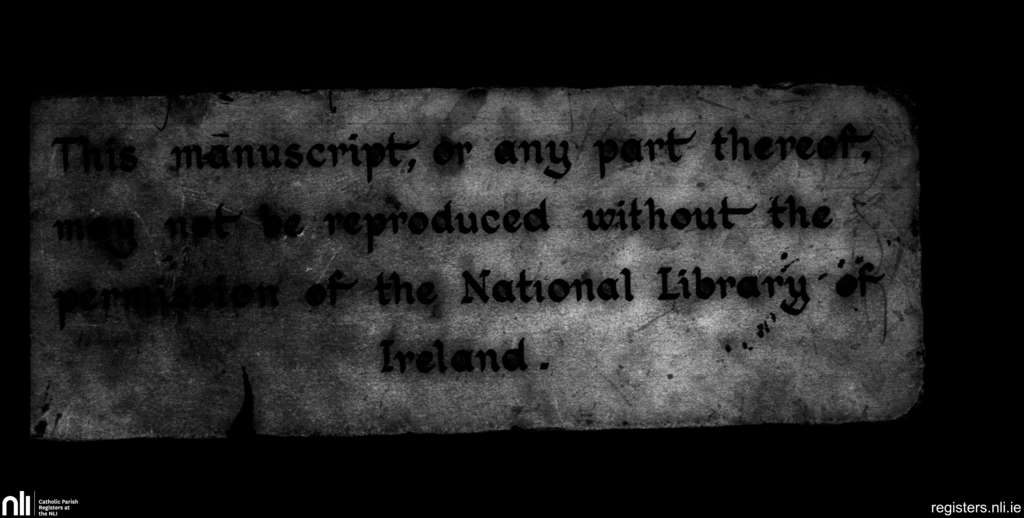 This manuscript, or any part thereof,
may not be reproduced without the
permission of the National Library of
Ireland.
nli
Catholic Parish
Registers at
the NLI
registers.nli.ie